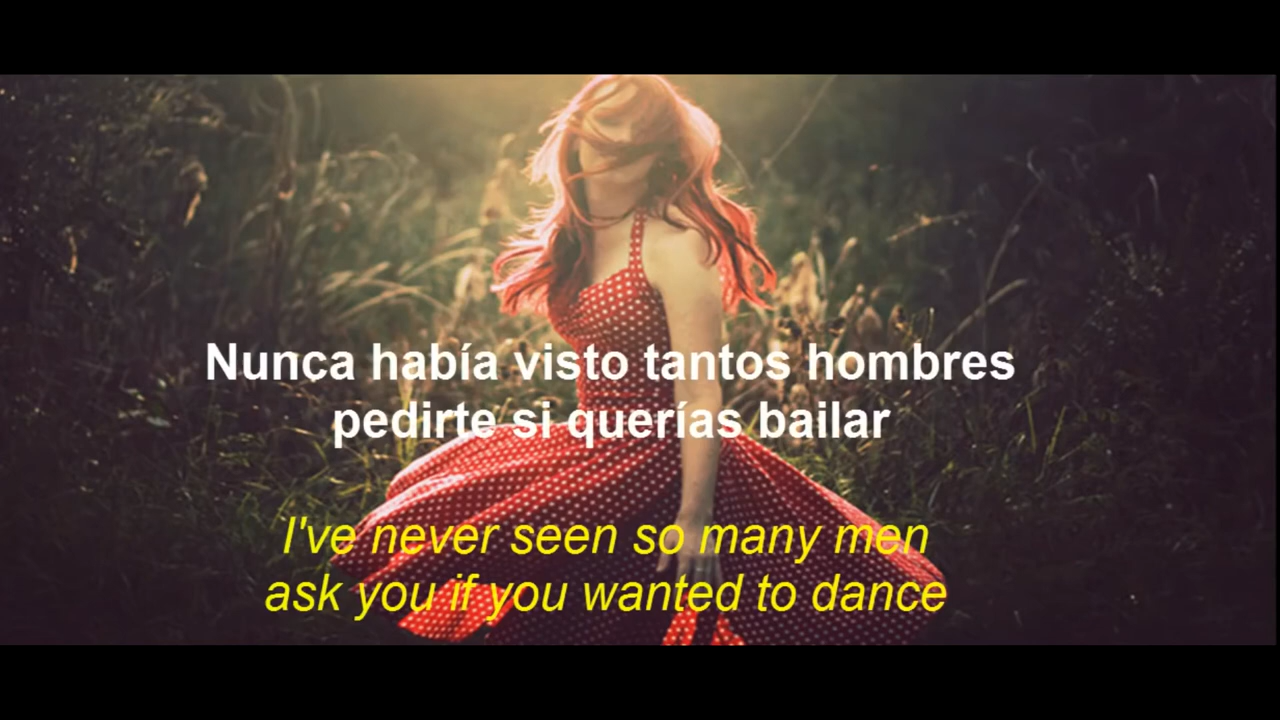 Nunca había visto tantos hombres
pedirte si querías bailar
I've never seen so many men
ask you if you wanted to dance